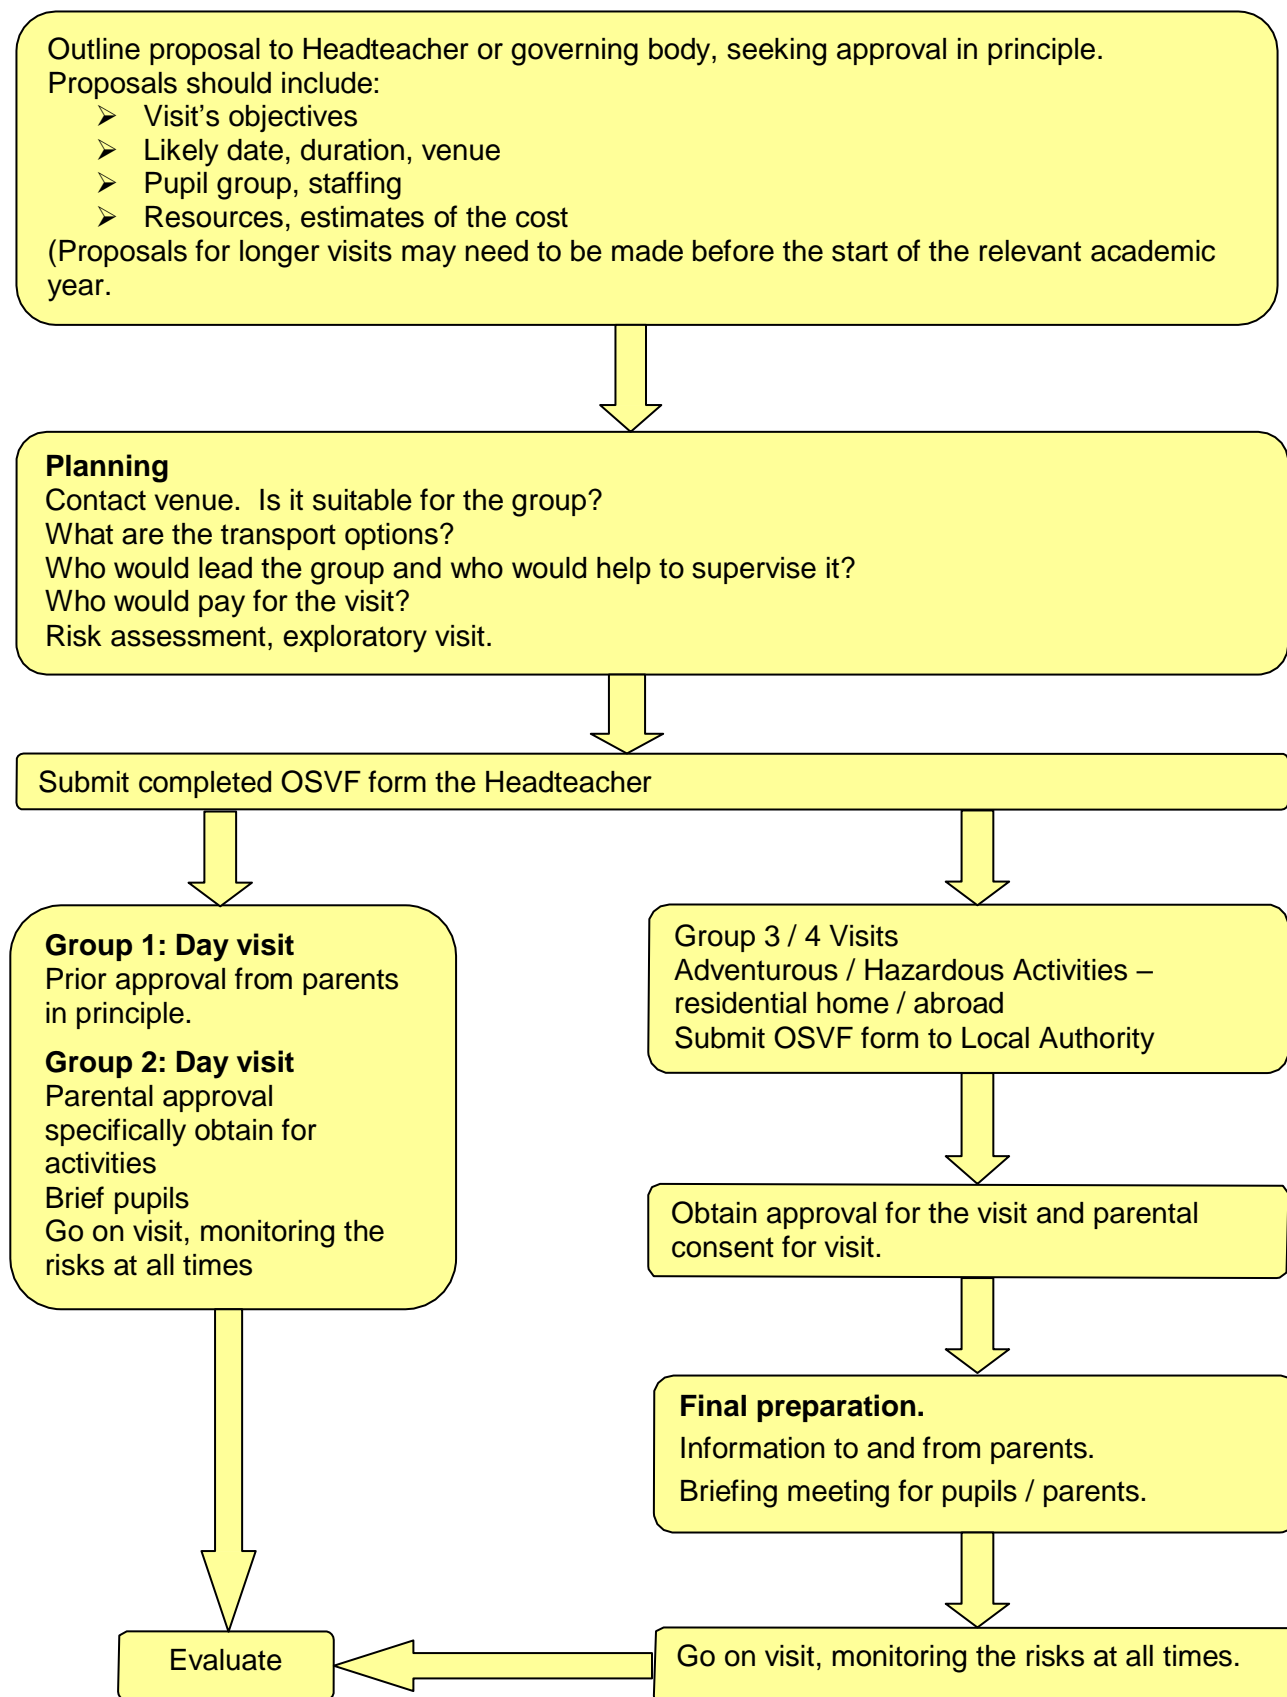 Outline proposal to Headteacher or governing body, seeking approval in principle.
Proposals should include:
➢ Visit's objectives
➢ Likely date, duration, venue
➢ Pupil group, staffing
➢ Resources, estimates of the cost
(Proposals for longer visits may need to be made before the start of the relevant academic
year.
Planning
Contact venue.  Is it suitable for the group?
What are the transport options?
Who would lead the group and who would help to supervise it?
Who would pay for the visit?
Risk assessment, exploratory visit.
Submit completed OSVF form the Headteacher
Group 1: Day visit
Prior approval from parents
in principle.
Group 2: Day visit
Parental approval
specifically obtain for
activities
Brief pupils
Go on visit, monitoring the
risks at all times
Group 3 / 4 Visits
Adventurous / Hazardous Activities –
residential home / abroad
Submit OSVF form to Local Authority
Obtain approval for the visit and parental
consent for visit.
Final preparation.
Information to and from parents.
Briefing meeting for pupils / parents.
Go on visit, monitoring the risks at all times.
Evaluate